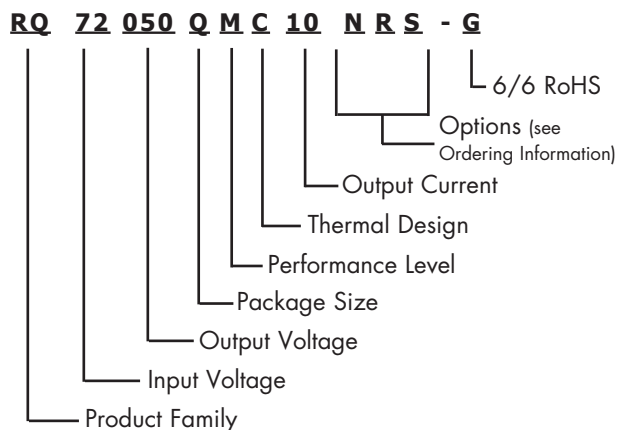 RQ 72 050 Q M C 10 N R S - G
6/6 RoHS
Options (see
Ordering Information)
Output Current
Thermal Design
Performance Level
Package Size
Output Voltage
Input Voltage
Product Family